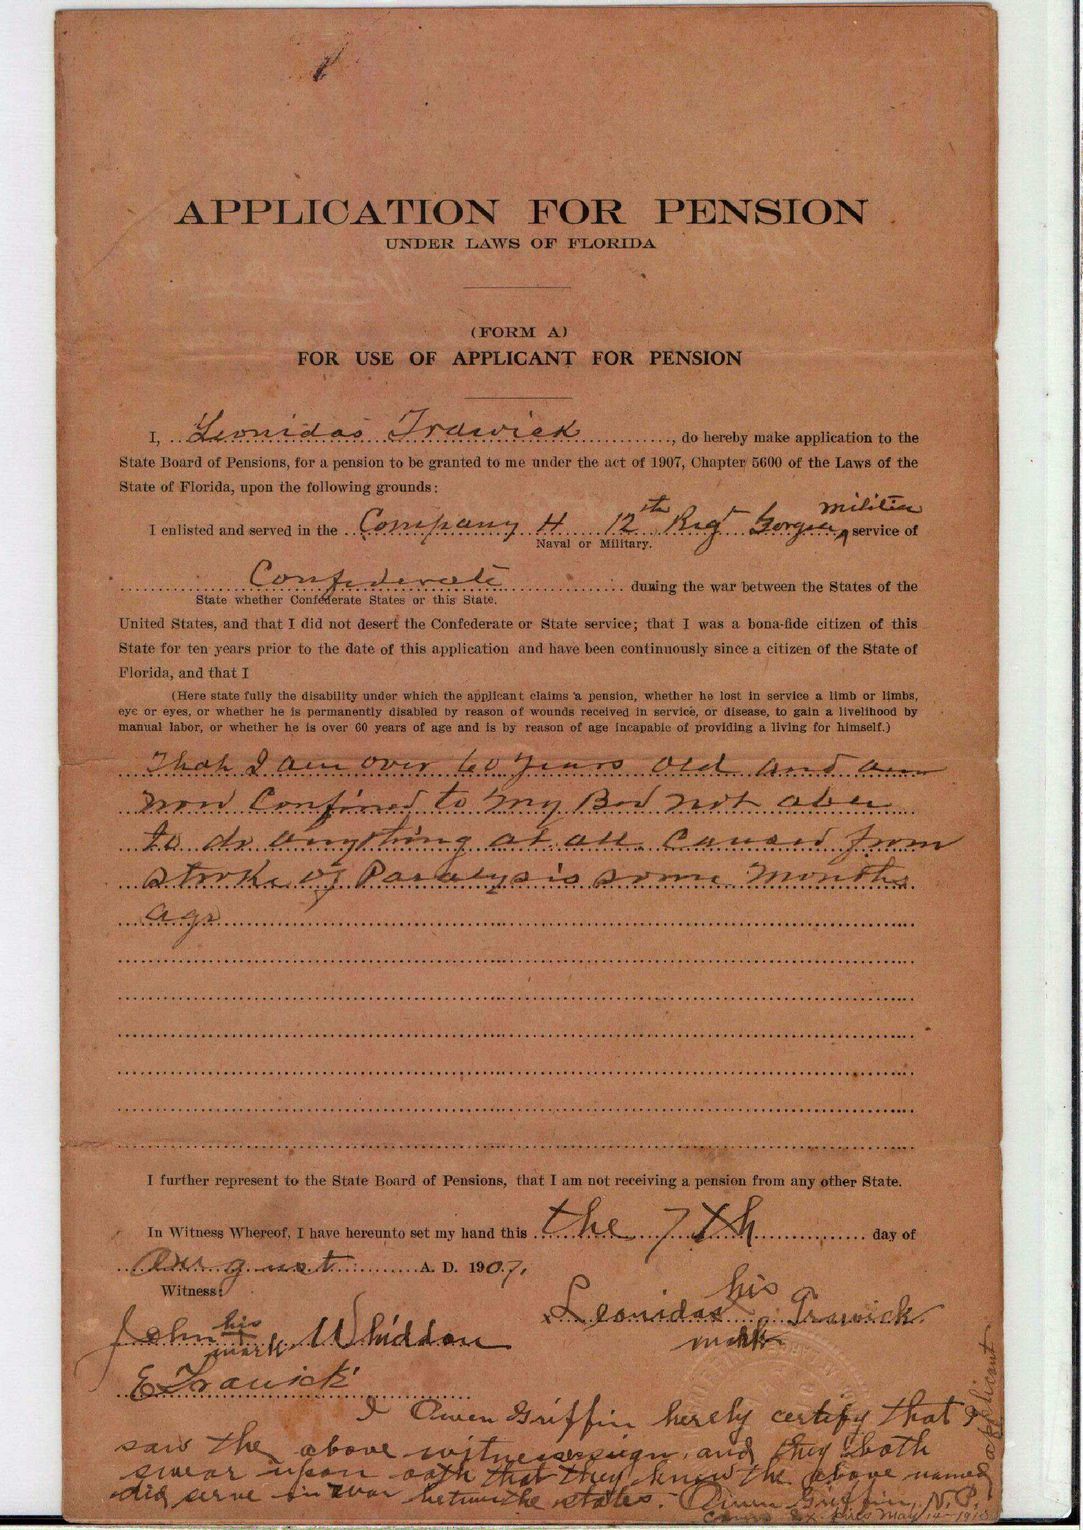 APPLICATION FOR PENSION
UNDER LAWS OF FLORIDA
(FORM A)
FOR USE OF APPLICANT FOR PENSION
I, Leonidas Trawick, do hereby make application to the
State Board of Pensions, for a pension to be granted to me under the act of 1907, Chapter 5600 of the Laws of the
State of Florida, upon the following grounds:
militia
I enlisted and served in the Company H 12th Regt Gorgia, service of
Naval or Military.
Confederate during the war between the States of the
State whether Confederate States or this State.
United States, and that I did not desert the Confederate or State service; that I was a bona-fide citizen of this
State for ten years prior to the date of this application and have been continuously since a citizen of the State of
Florida, and that I
(Here state fully the disability under which the applicant claims a pension, whether he lost in service a limb or limbs,
eye or eyes, or whether he is permanently disabled by reason of wounds received in service, or disease, to gain a livelihood by
manual labor, or whether he is over 60 years of age and is by reason of age incapable of providing a living for himself.)
That I am over 60 years old and am
now Confined to my Bed not able
to do anything at all Caused from
stroke of Paralysis some months
ago
I further represent to the State Board of Pensions, that I am not receiving a pension from any other State.
In Witness Whereof, I have hereunto set my hand this the 7th day of
August A. D. 1907.
Witness:
his
Leonidas Trawick
mark
his
John Whiddon
mark
E Trawick
I Owen Griffin hereby certify that I
saw the above witnesses sign, and they both
swear upon oath that they knew the above named
applicant
did serve in war between the states. Owen Griffin, N.P.
Coms Ex pires May 14 - 1910